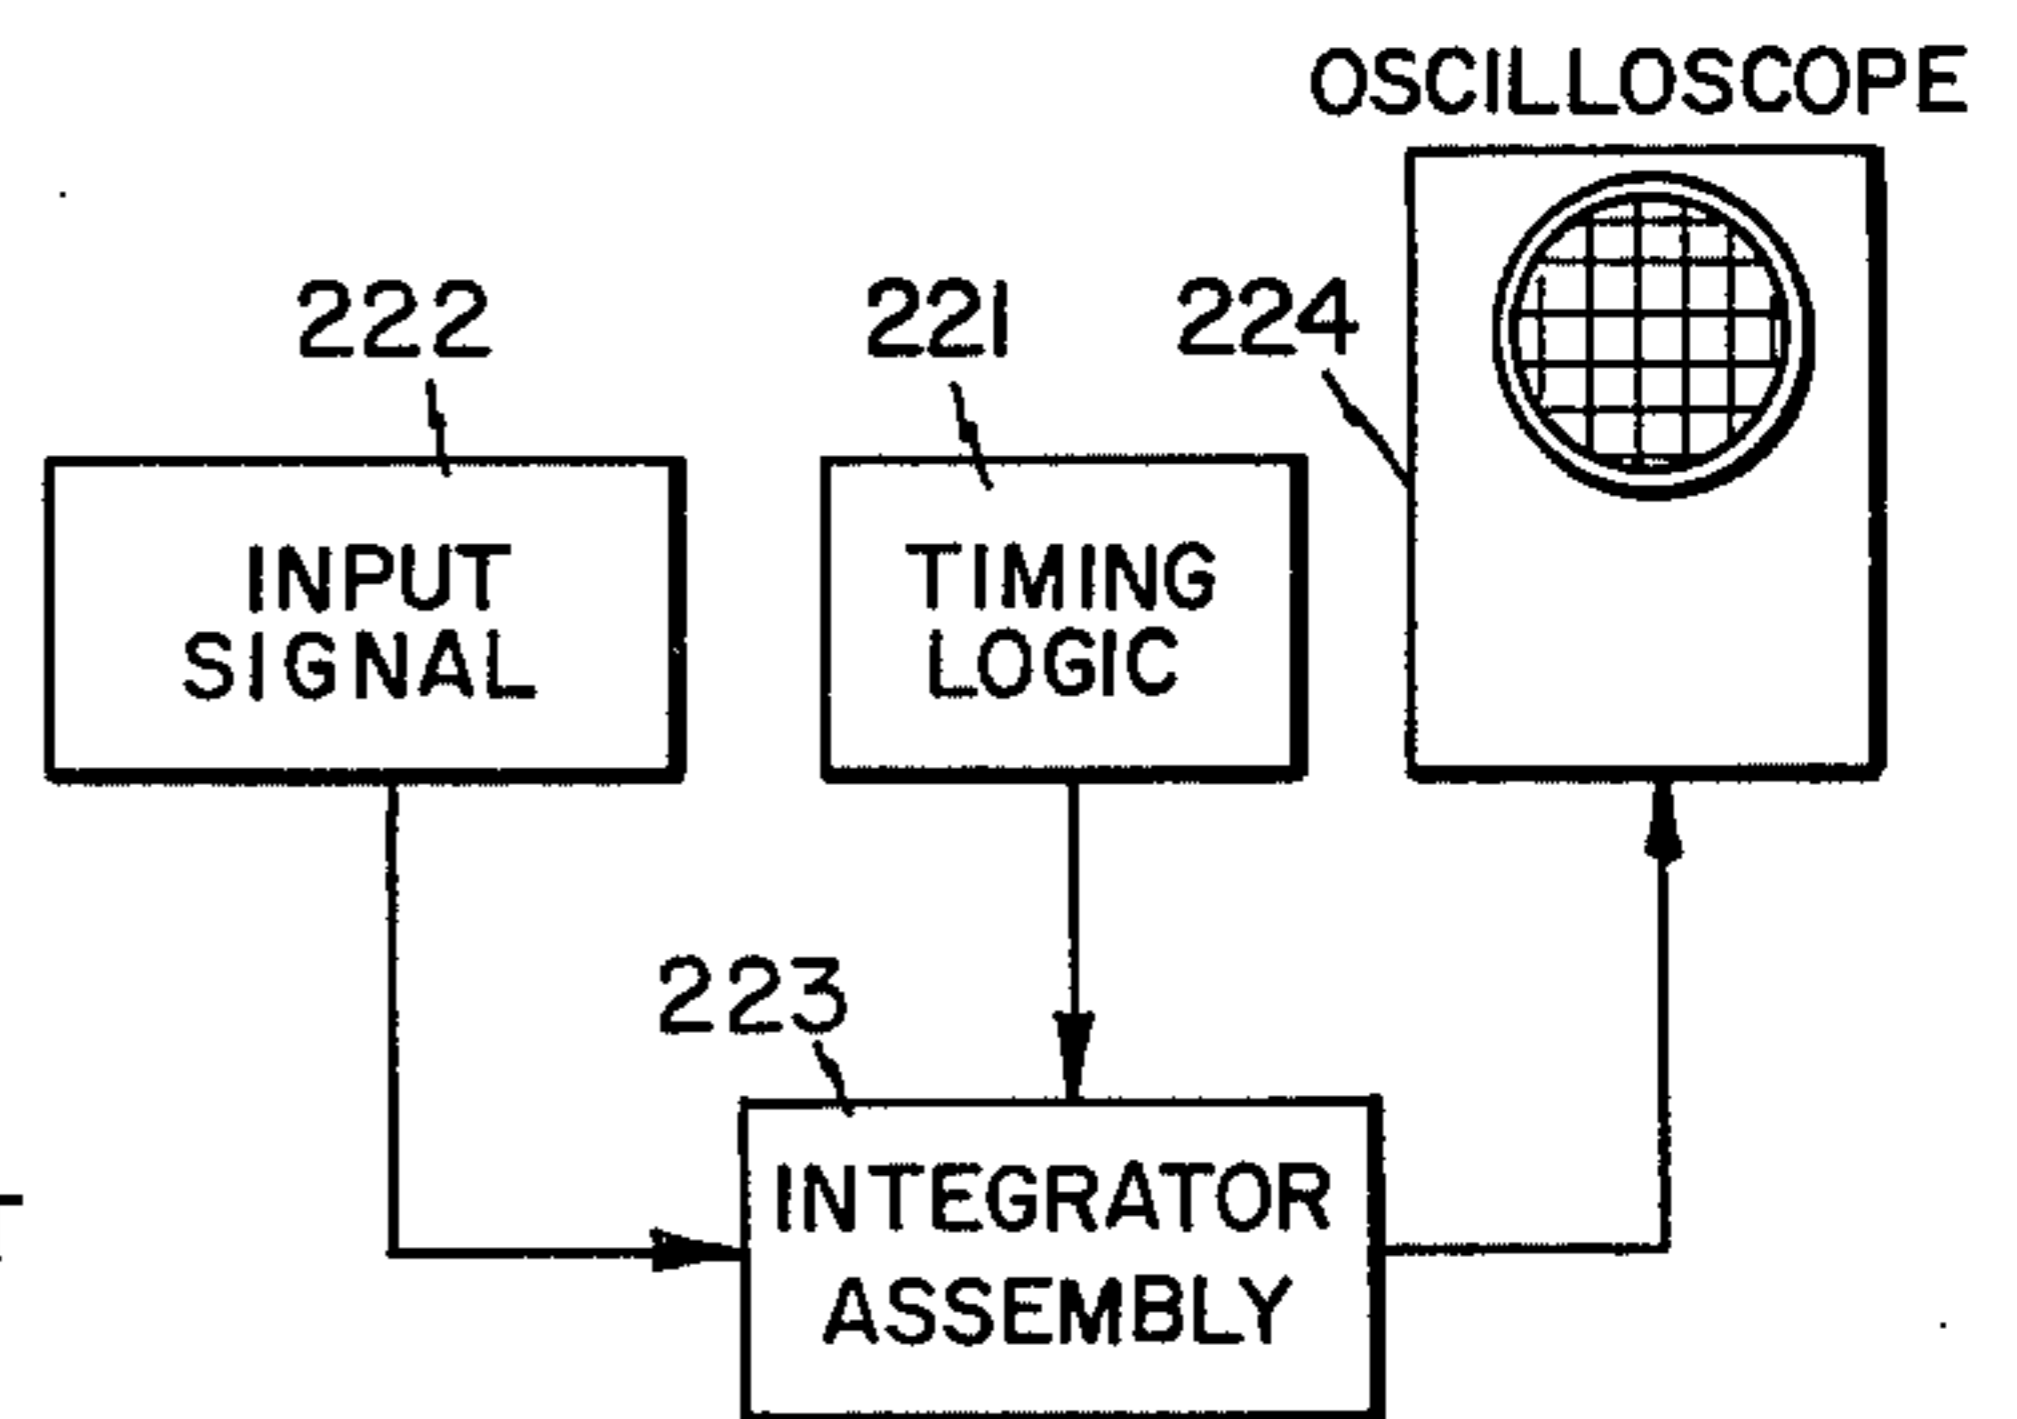 OSCILLOSCOPE
222
221
224
INPUT
SIGNAL
TIMING
LOGIC
223
INTEGRATOR
ASSEMBLY